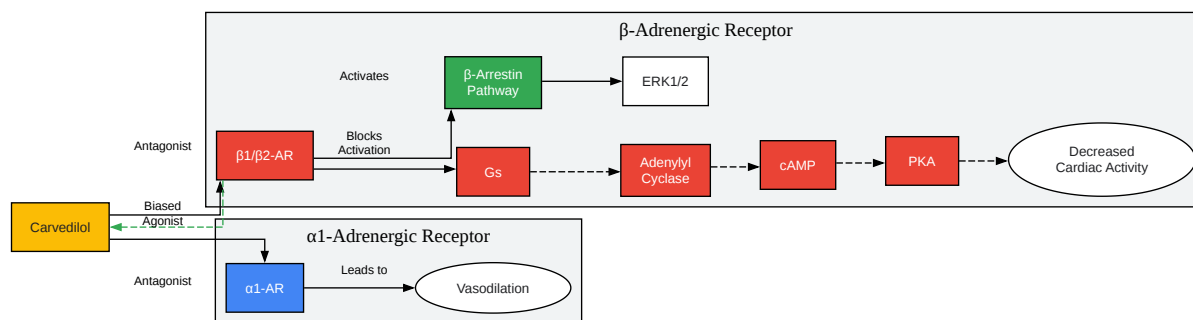 β-Adrenergic Receptor
Activates
β-Arrestin
Pathway
ERK1/2
Antagonist
β1/β2-AR
Blocks
Activation
Gs
Adenylyl
Cyclase
cAMP
PKA
Decreased
Cardiac Activity
Carvedilol
Biased
Agonist
α1-Adrenergic Receptor
Antagonist
α1-AR
Leads to
Vasodilation